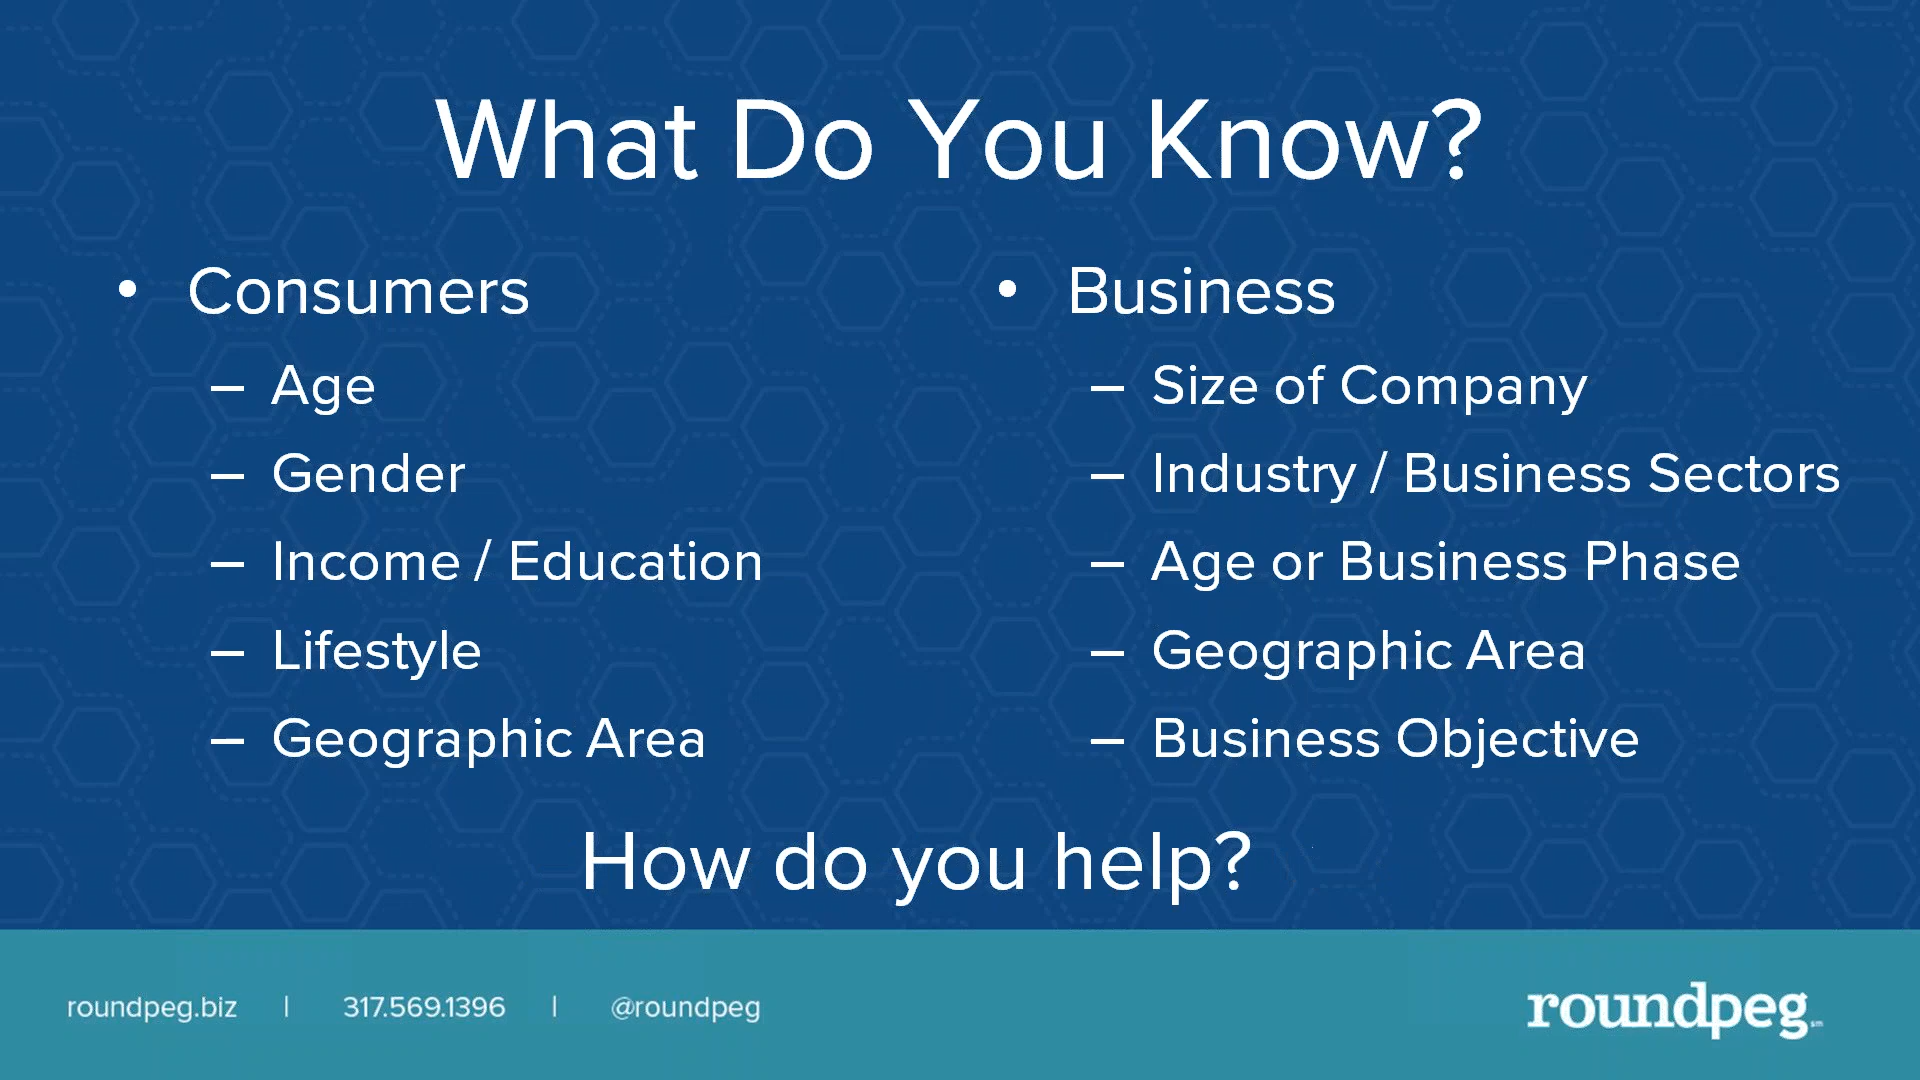 What Do You Know?
• Consumers
– Age
– Gender
– Income / Education
– Lifestyle
– Geographic Area
• Business
– Size of Company
– Industry / Business Sectors
– Age or Business Phase
– Geographic Area
– Business Objective
How do you help?
roundpeg.biz | 317.569.1396 | @roundpeg
roundpeg℠